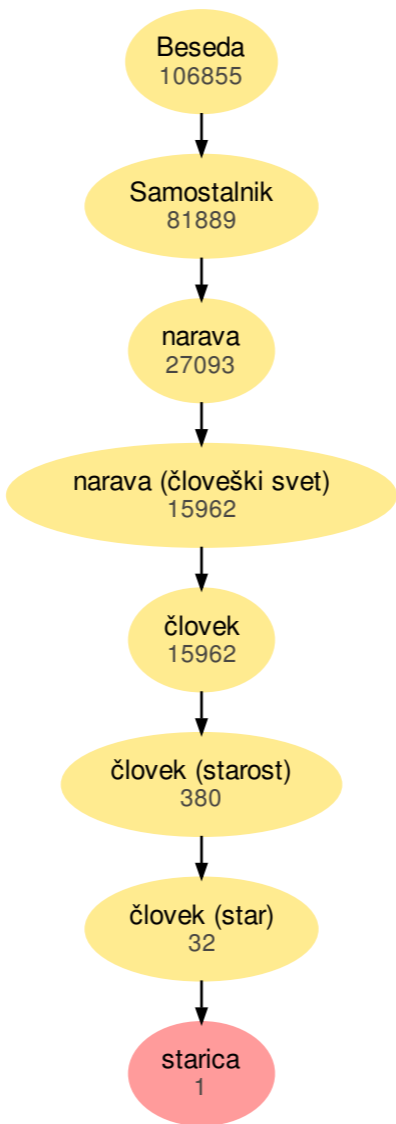 Beseda
106855
Samostalnik
81889
narava
27093
narava (človeški svet)
15962
človek
15962
človek (starost)
380
človek (star)
32
starica
1